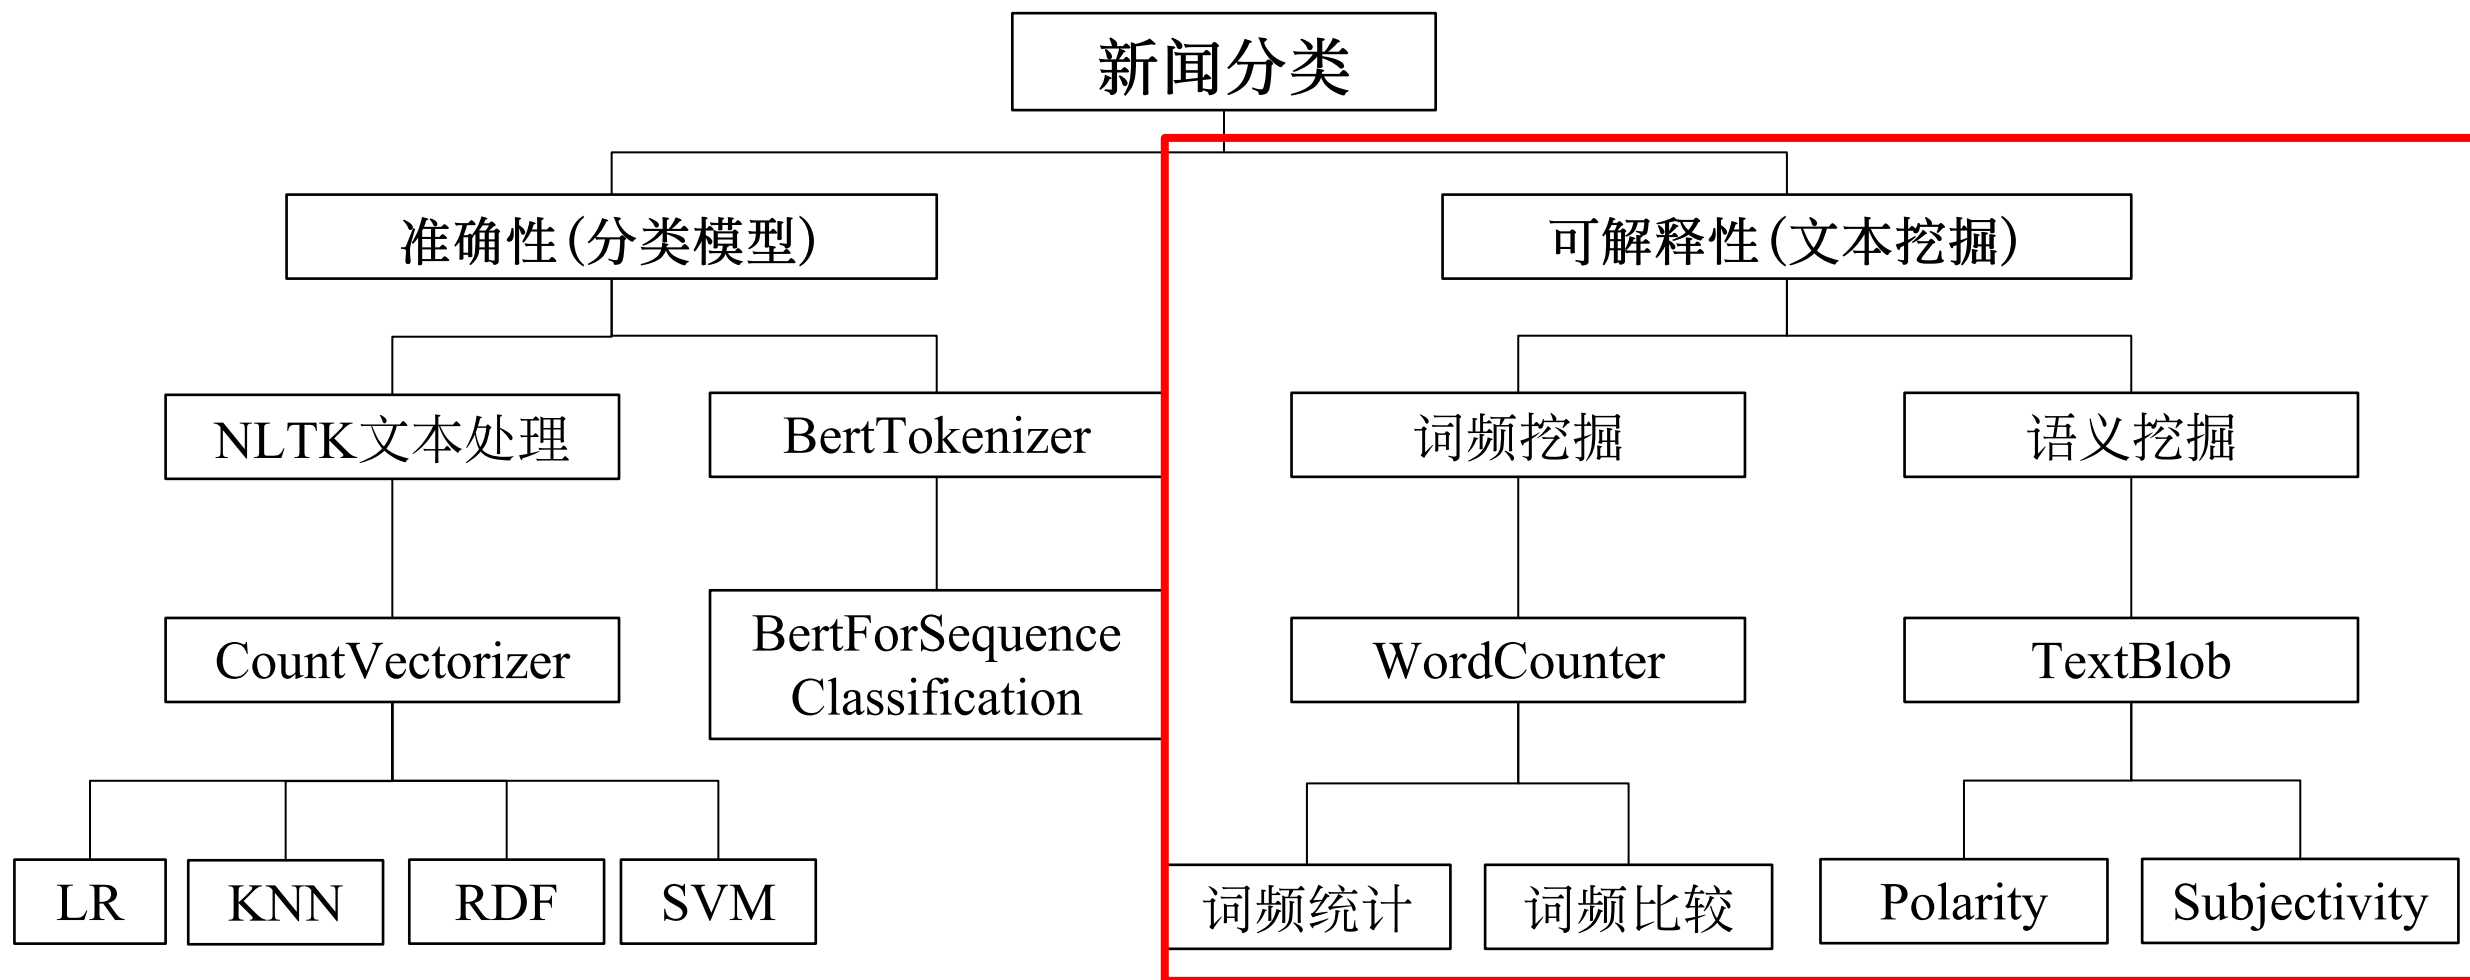 新闻分类
准确性(分类模型)
可解释性(文本挖掘)
NLTK文本处理
BertTokenizer
词频挖掘
语义挖掘
CountVectorizer
BertForSequence
Classification
WordCounter
TextBlob
LR
KNN
RDF
SVM
词频统计
词频比较
Polarity
Subjectivity